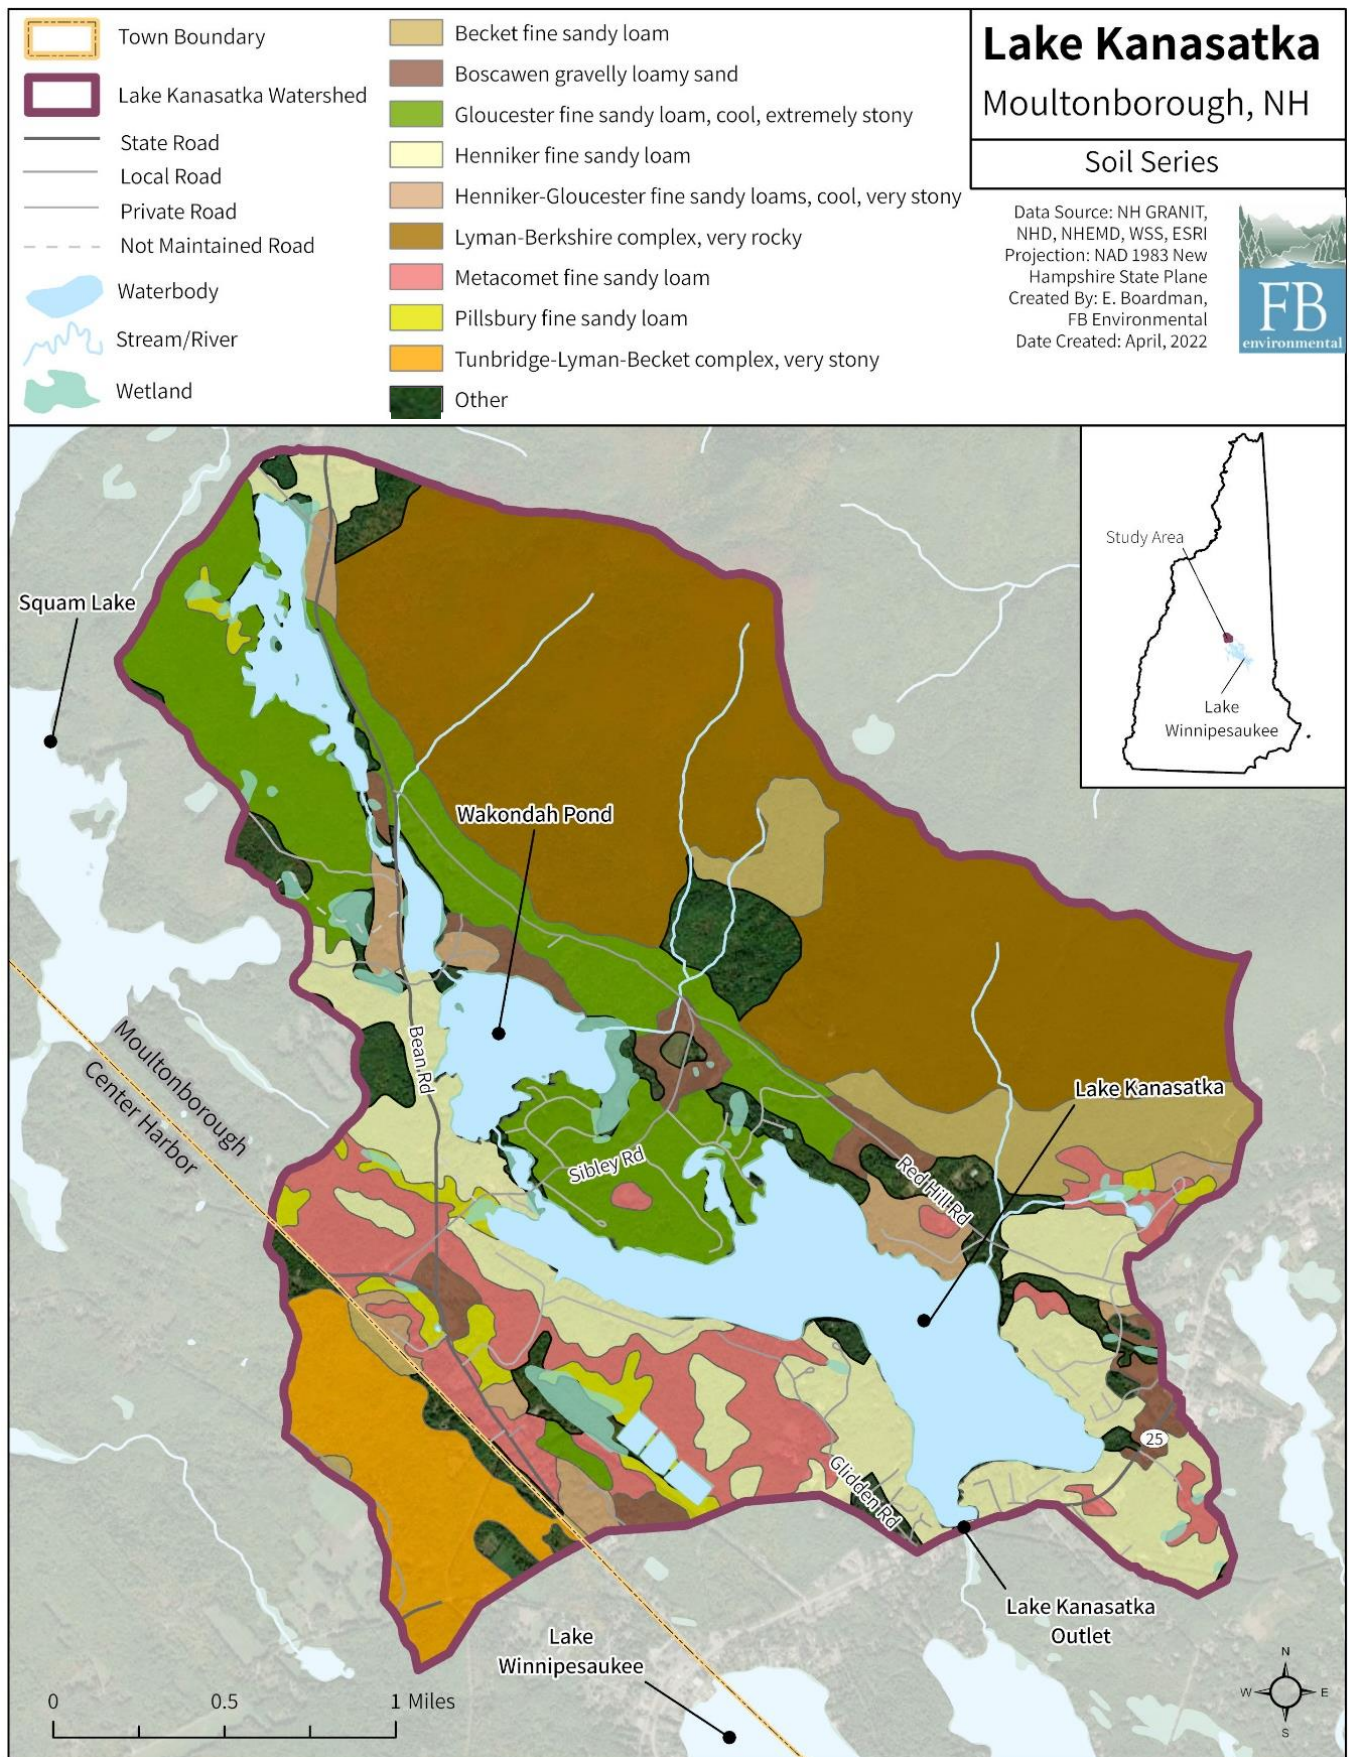 Town Boundary
Lake Kanasatka Watershed
State Road
Local Road
Private Road
Not Maintained Road
Waterbody
Stream/River
Wetland
Becket fine sandy loam
Boscawen gravelly loamy sand
Gloucester fine sandy loam, cool, extremely stony
Henniker fine sandy loam
Henniker-Gloucester fine sandy loams, cool, very stony
Lyman-Berkshire complex, very rocky
Metacomet fine sandy loam
Pillsbury fine sandy loam
Tunbridge-Lyman-Becket complex, very stony
Other
Lake Kanasatka
Moultonborough, NH
Soil Series
Data Source: NH GRANIT,
NHD, NHEMD, WSS, ESRI
Projection: NAD 1983 New
Hampshire State Plane
Created By: E. Boardman,
FB Environmental
Date Created: April, 2022
FB
environmental
Study Area
Lake
Winnipesaukee
Squam Lake
Wakondah Pond
Moultonborough
Center Harbor
Bean Rd
Lake Kanasatka
Sibley Rd
Red Hill Rd
25
Glidden Rd
Lake Kanasatka
Outlet
Lake
Winnipesaukee
0 0.5 1 Miles
N
W E
S